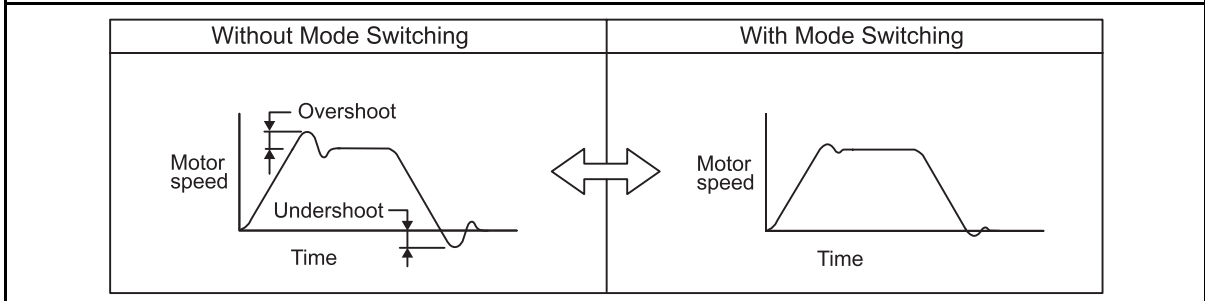 Without Mode Switching
With Mode Switching
Overshoot
Motor
speed
Undershoot
Time
Motor
speed
Time